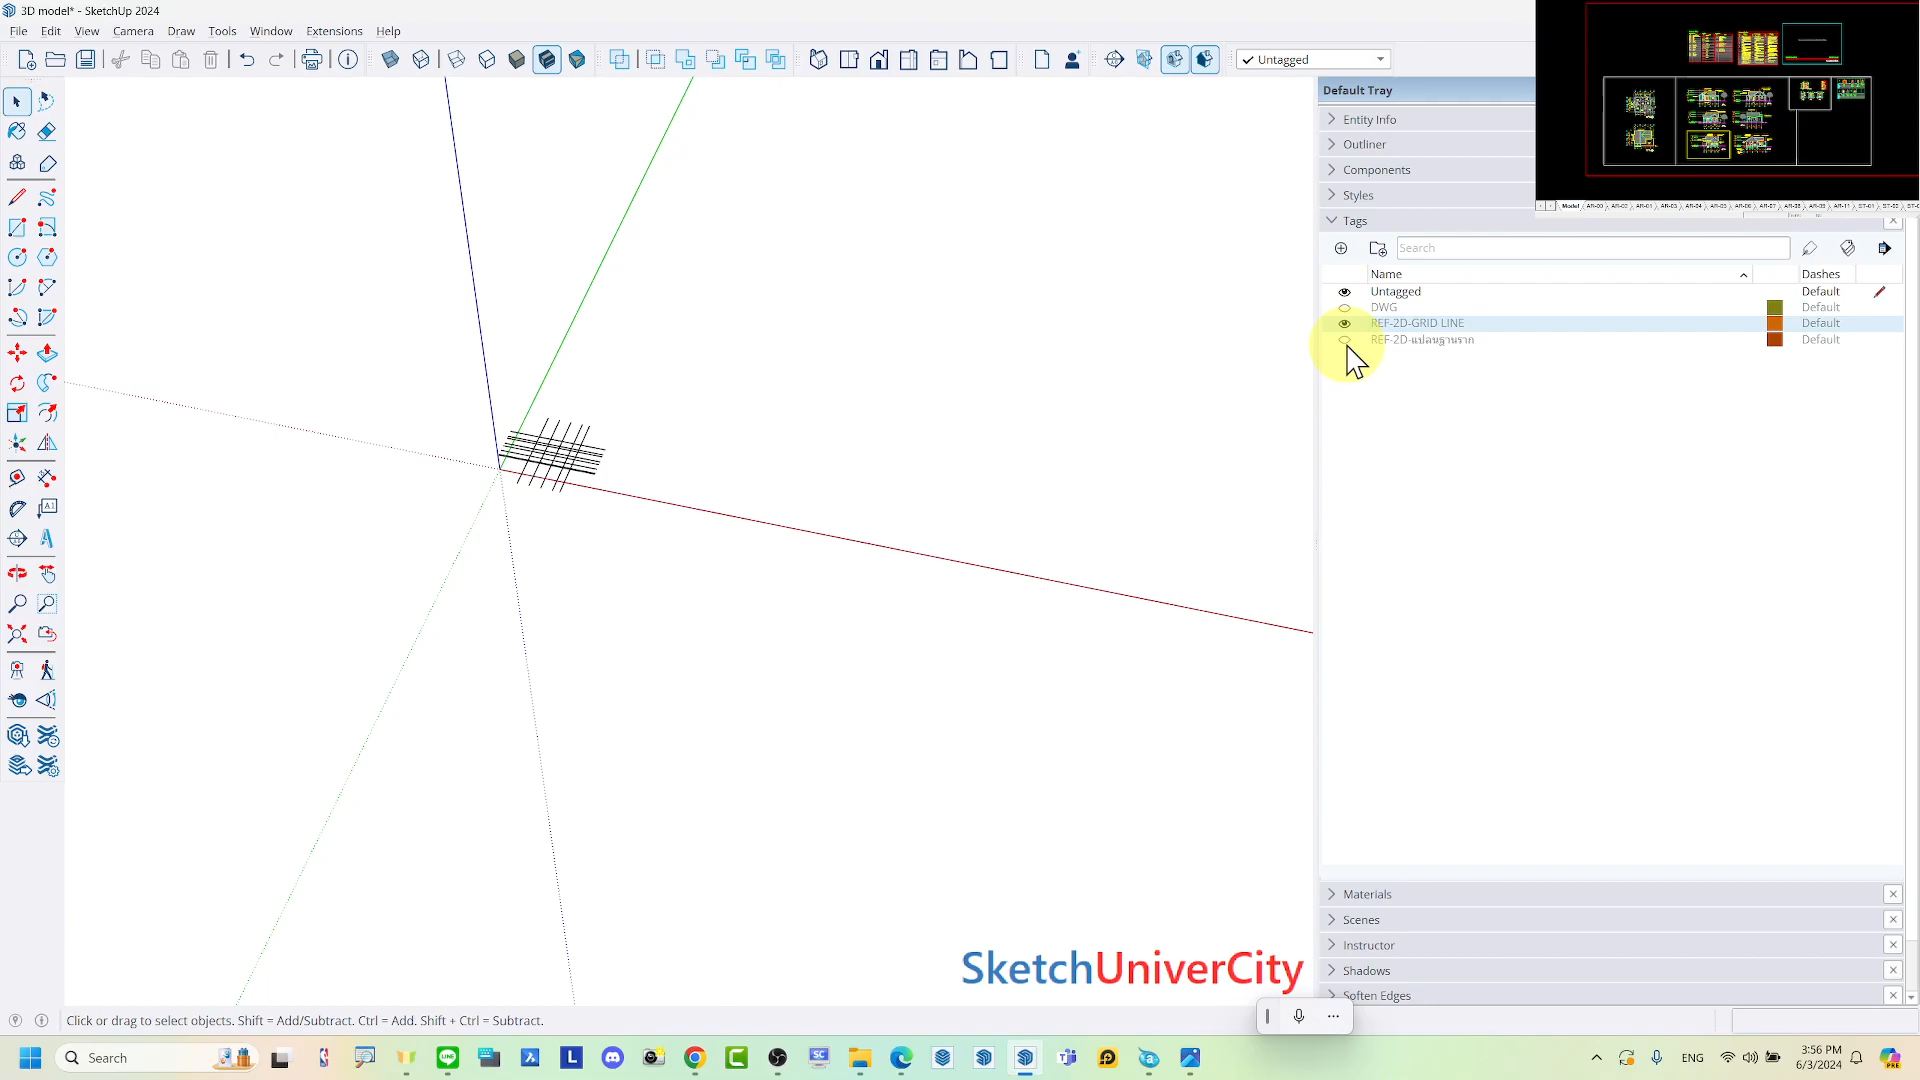 3D model* - SketchUp 2024
File Edit View Camera Draw Tools Window Extensions Help
Untagged
Default Tray
Entity Info
Outliner
Components
Styles
Tags
Search
Name Dashes
Untagged Default
DWG Default
REF-2D-GRID LINE Default
REF-2D-แปลนฐานราก Default
Materials
Scenes
Instructor
Shadows
Soften Edges
SketchUniverCity
Click or drag to select objects. Shift = Add/Subtract. Ctrl = Add. Shift + Ctrl = Subtract.
Search
ENG
3:56 PM
6/3/2024